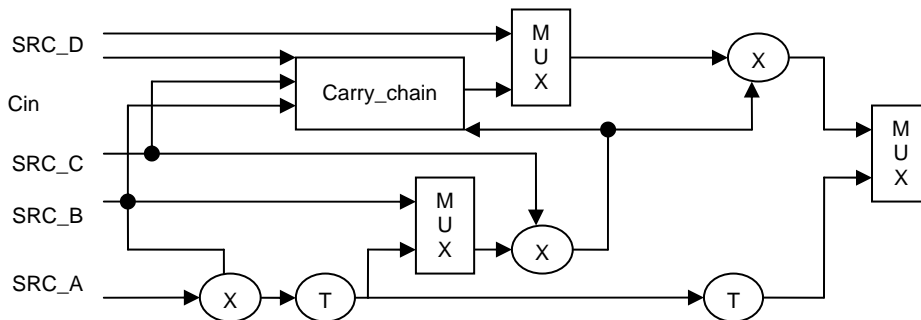 SRC_D
Cin
SRC_C
SRC_B
SRC_A
Carry_chain
M
U
X
X
M
U
X
M
U
X
X
X
T
T